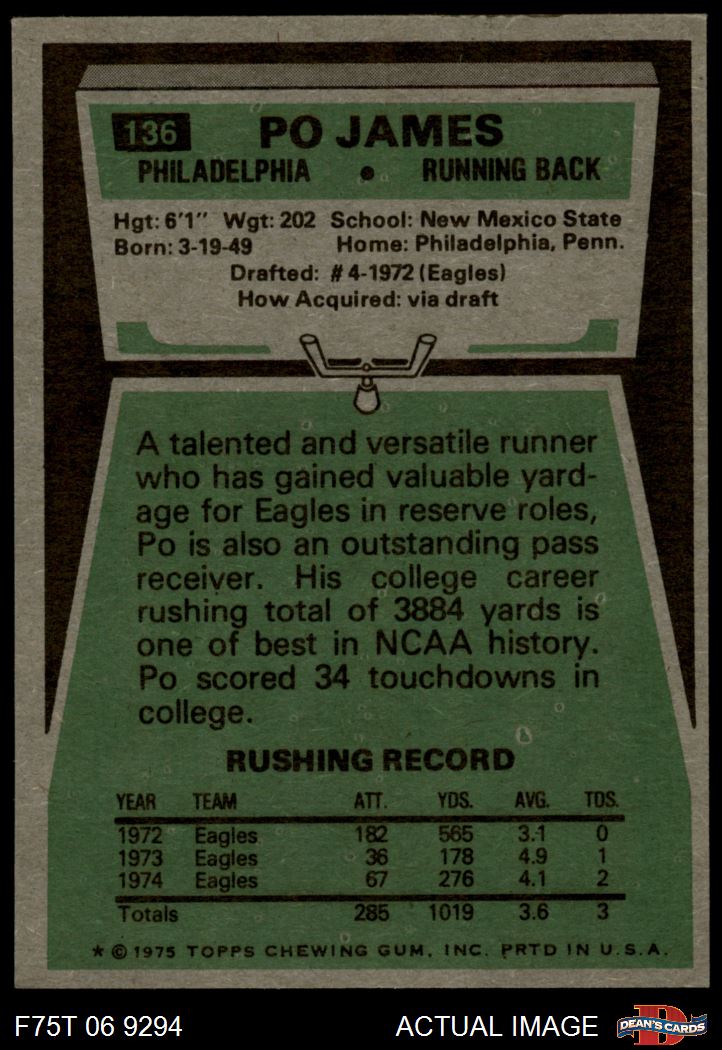 136 PO JAMES
PHILADELPHIA • RUNNING BACK
Hgt: 6'1" Wgt: 202 School: New Mexico State
Born: 3-19-49 Home: Philadelphia, Penn.
Drafted: #4-1972 (Eagles)
How Acquired: via draft
A talented and versatile runner
who has gained valuable yard-
age for Eagles in reserve roles,
Po is also an outstanding pass
receiver. His college career
rushing total of 3884 yards is
one of best in NCAA history.
Po scored 34 touchdowns in
college.
RUSHING RECORD
YEAR TEAM ATT. YDS. AVG. TDS.
1972 Eagles 182 565 3.1 0
1973 Eagles 36 178 4.9 1
1974 Eagles 67 276 4.1 2
Totals 285 1019 3.6 3
* © 1975 TOPPS CHEWING GUM, INC. PRTD IN U.S.A.
F75T 06 9294 ACTUAL IMAGE D DEAN'S CARDS